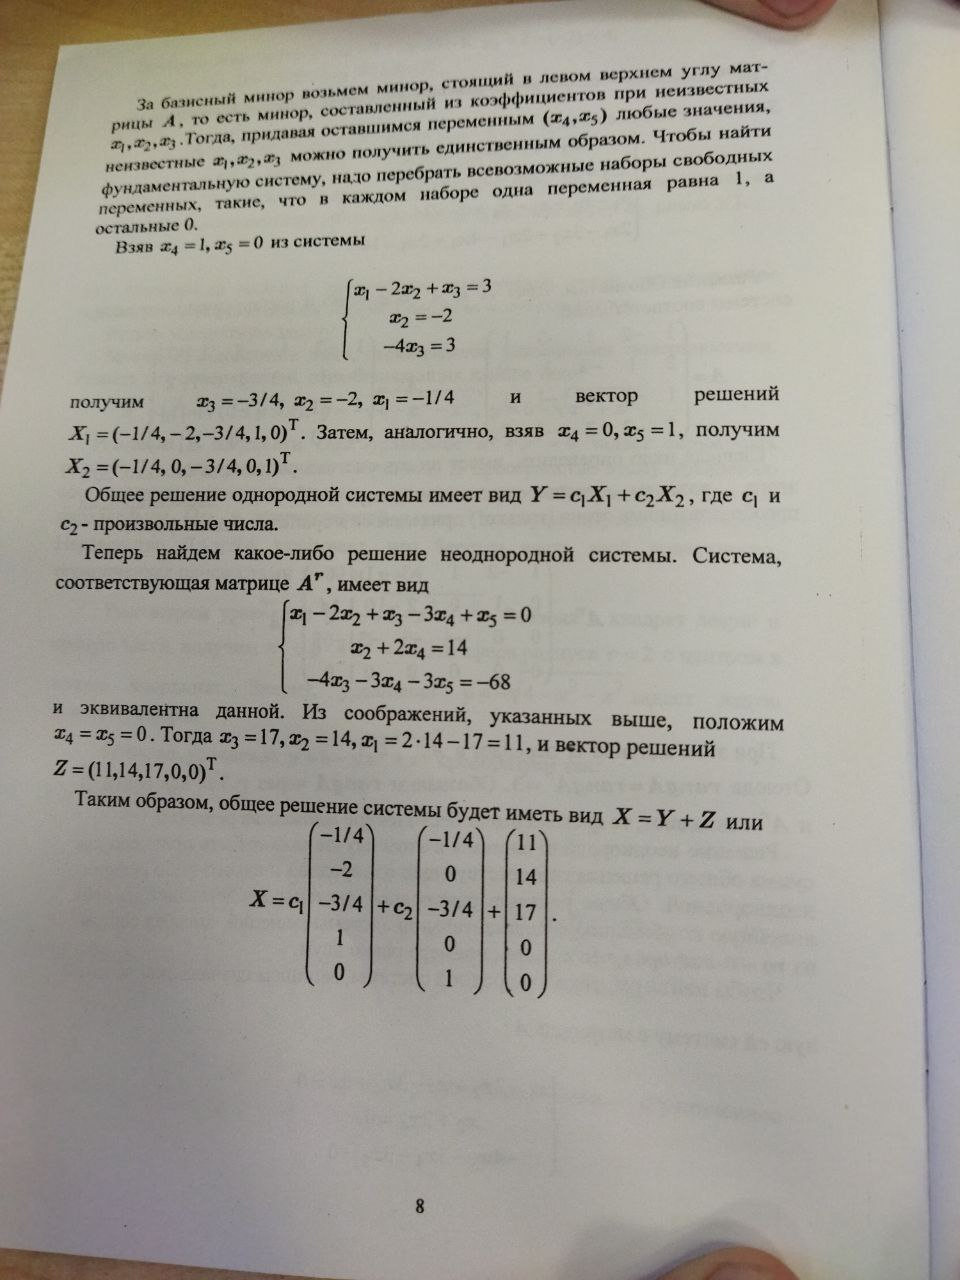 За базисный минор возьмем минор, стоящий в левом верхнем углу мат-
рицы A, то есть минор, составленный из коэффициентов при неизвестных
x₁,x₂,x₃.Тогда, придавая оставшимся переменным (x₄,x₅) любые значения,
неизвестные x₁,x₂,x₃ можно получить единственным образом. Чтобы найти
фундаментальную систему, надо перебрать всевозможные наборы свободных
переменных, такие, что в каждом наборе одна переменная равна 1, а
остальные 0.
Взяв x₄ = 1, x₅ = 0 из системы
x₁ − 2x₂ + x₃ = 3
x₂ = −2
−4x₃ = 3
получим x₃ = −3/4, x₂ = −2, x₁ = −1/4 и вектор решений
X₁ = (−1/4, − 2, −3/4, 1, 0)ᵀ. Затем, аналогично, взяв x₄ = 0, x₅ = 1, получим
X₂ = (−1/4, 0, −3/4, 0, 1)ᵀ.
Общее решение однородной системы имеет вид Y = c₁X₁ + c₂X₂, где c₁ и
c₂ - произвольные числа.
Теперь найдем какое-либо решение неоднородной системы. Система,
соответствующая матрице Aʳ, имеет вид
x₁ − 2x₂ + x₃ − 3x₄ + x₅ = 0
x₂ + 2x₄ = 14
−4x₃ − 3x₄ − 3x₅ = −68
и эквивалентна данной. Из соображений, указанных выше, положим
x₄ = x₅ = 0. Тогда x₃ = 17, x₂ = 14, x₁ = 2·14 − 17 = 11, и вектор решений
Z = (11,14,17,0,0)ᵀ.
Таким образом, общее решение системы будет иметь вид X = Y + Z или
−1/4 −1/4 11
−2 0 14
X = c₁ −3/4 + c₂ −3/4 + 17 .
1 0 0
0 1 0
8